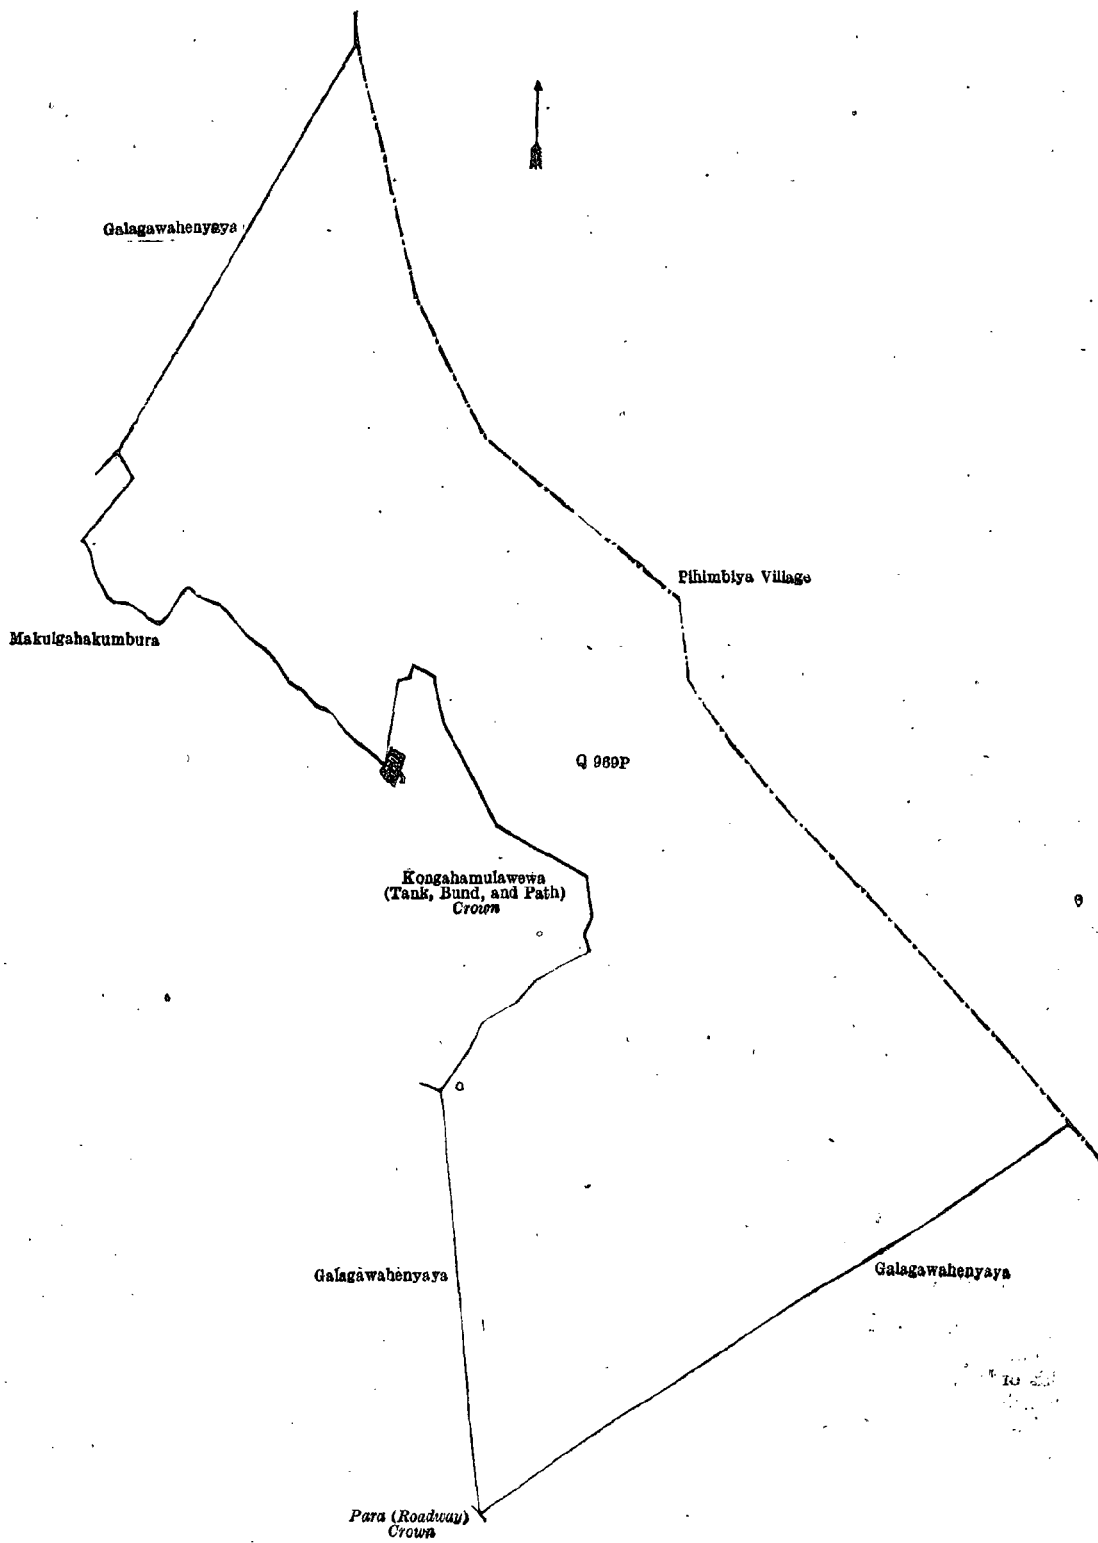 Galagawahenyaya
Pihimbiya Village
Makulgahakumbura
Q 969P
Kongahamulawewa
(Tank, Bund, and Path)
Crown
Galagawahenyaya
Galagawahenyaya
Para (Roadway)
Crown